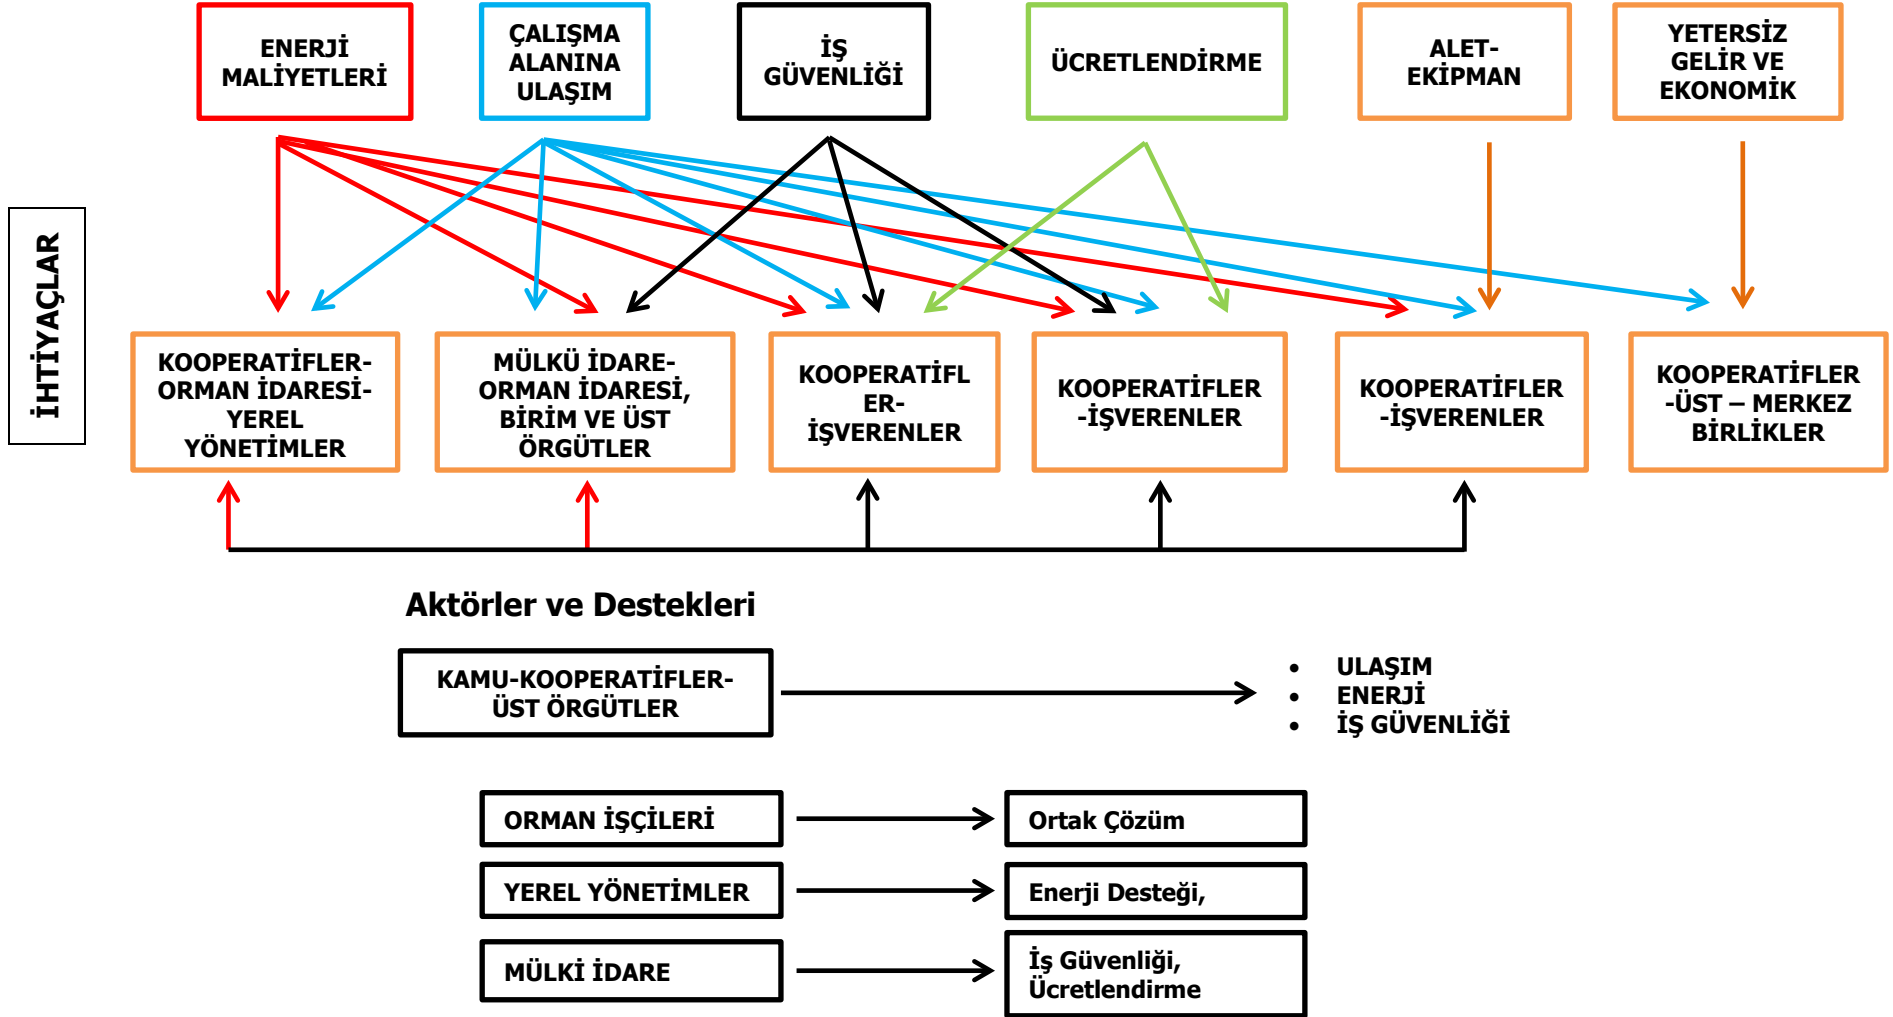 ENERJİ
MALİYETLERİ
ÇALIŞMA
ALANINA
ULAŞIM
İŞ
GÜVENLİĞİ
ÜCRETLENDİRME
ALET-
EKİPMAN
YETERSİZ
GELİR VE
EKONOMİK
İHTİYAÇLAR
KOOPERATİFLER-
ORMAN İDARESİ-
YEREL
YÖNETİMLER
MÜLKÜ İDARE-
ORMAN İDARESİ,
BİRİM VE ÜST
ÖRGÜTLER
KOOPERATİFL
ER-
İŞVERENLER
KOOPERATİFLER
-İŞVERENLER
KOOPERATİFLER
-İŞVERENLER
KOOPERATİFLER
-ÜST – MERKEZ
BİRLİKLER
Aktörler ve Destekleri
KAMU-KOOPERATİFLER-
ÜST ÖRGÜTLER
• ULAŞIM
• ENERJİ
• İŞ GÜVENLİĞİ
ORMAN İŞÇİLERİ
Ortak Çözüm
YEREL YÖNETİMLER
Enerji Desteği,
MÜLKİ İDARE
İş Güvenliği,
Ücretlendirme